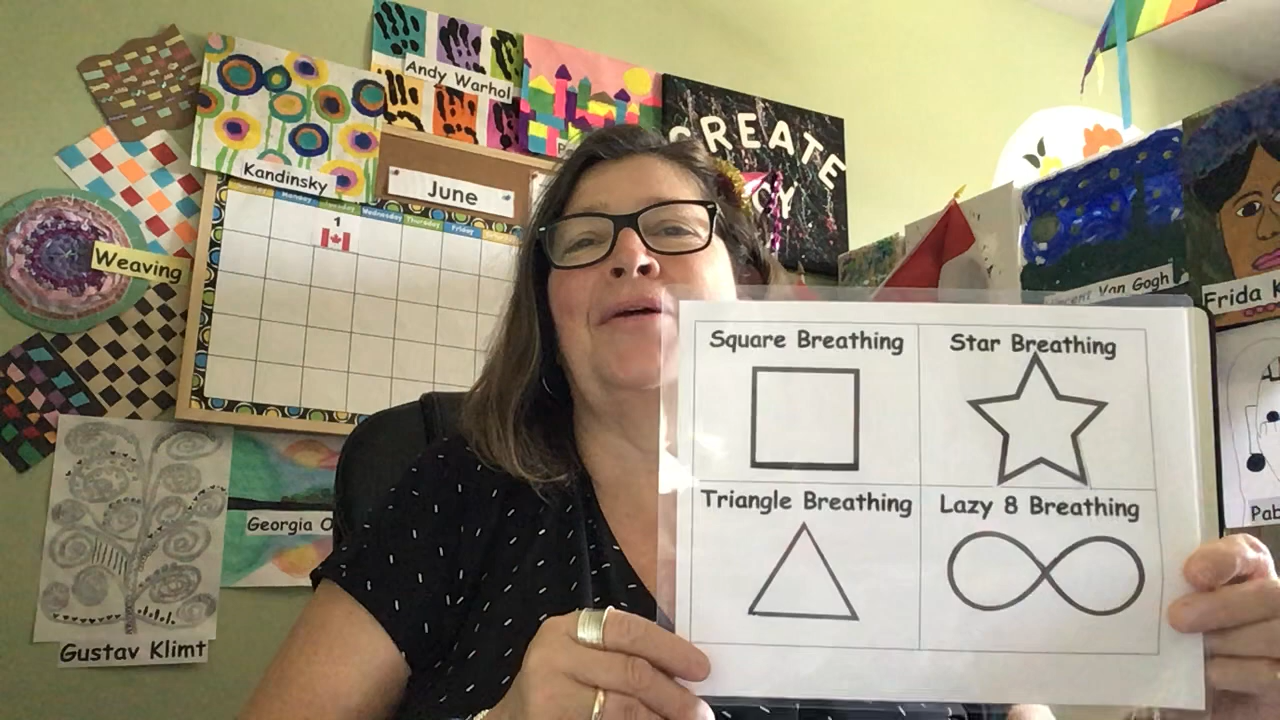 Andy Warhol
Kandinsky
CREATE
June
Monday
Wednesday
Thursday
Friday
1
Weaving
Vincent Van Gogh
Frida K
Square Breathing
Star Breathing
Triangle Breathing
Lazy 8 Breathing
Georgia O
Pab
Gustav Klimt